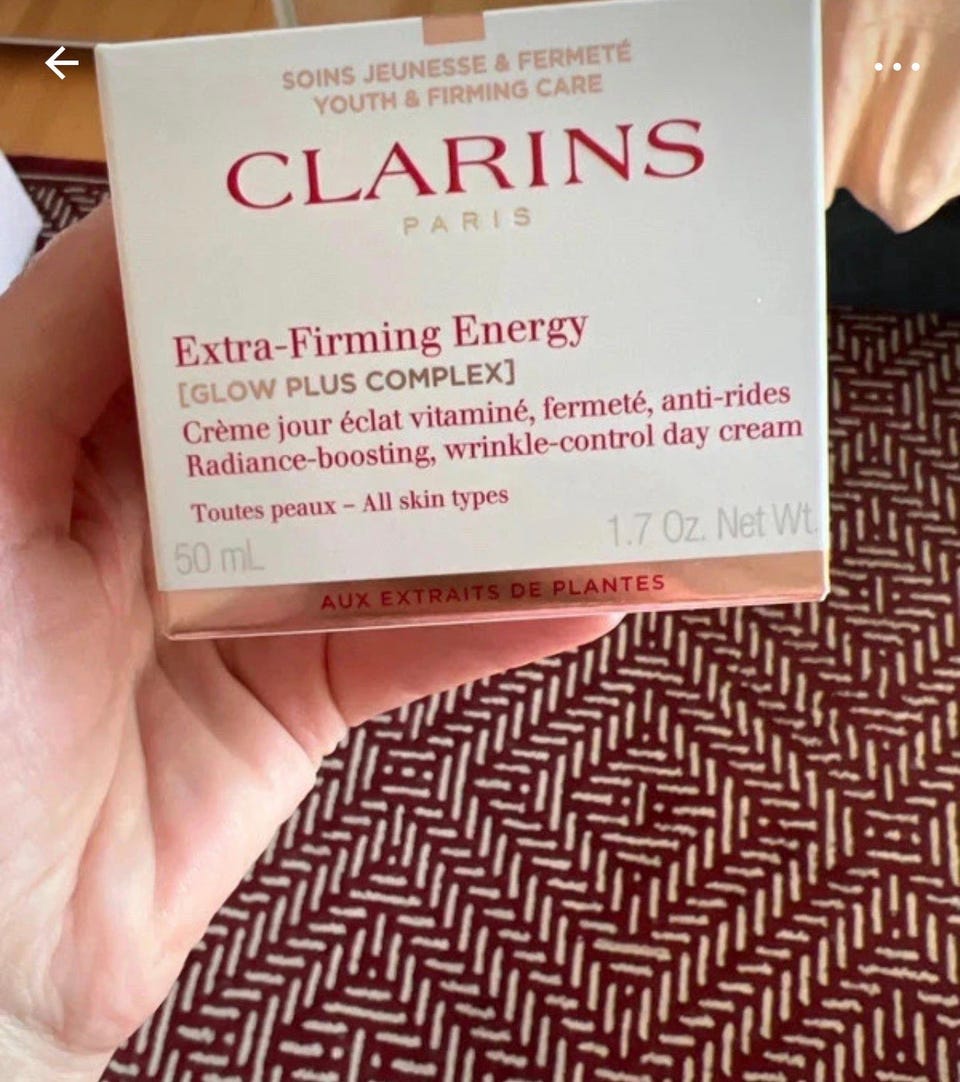 SOINS JEUNESSE & FERMETÉ
YOUTH & FIRMING CARE
CLARINS
PARIS
Extra-Firming Energy
[GLOW PLUS COMPLEX]
Crème jour éclat vitaminé, fermeté, anti-rides
Radiance-boosting, wrinkle-control day cream
Toutes peaux – All skin types
50 mL
1.7 Oz. Net Wt.
AUX EXTRAITS DE PLANTES